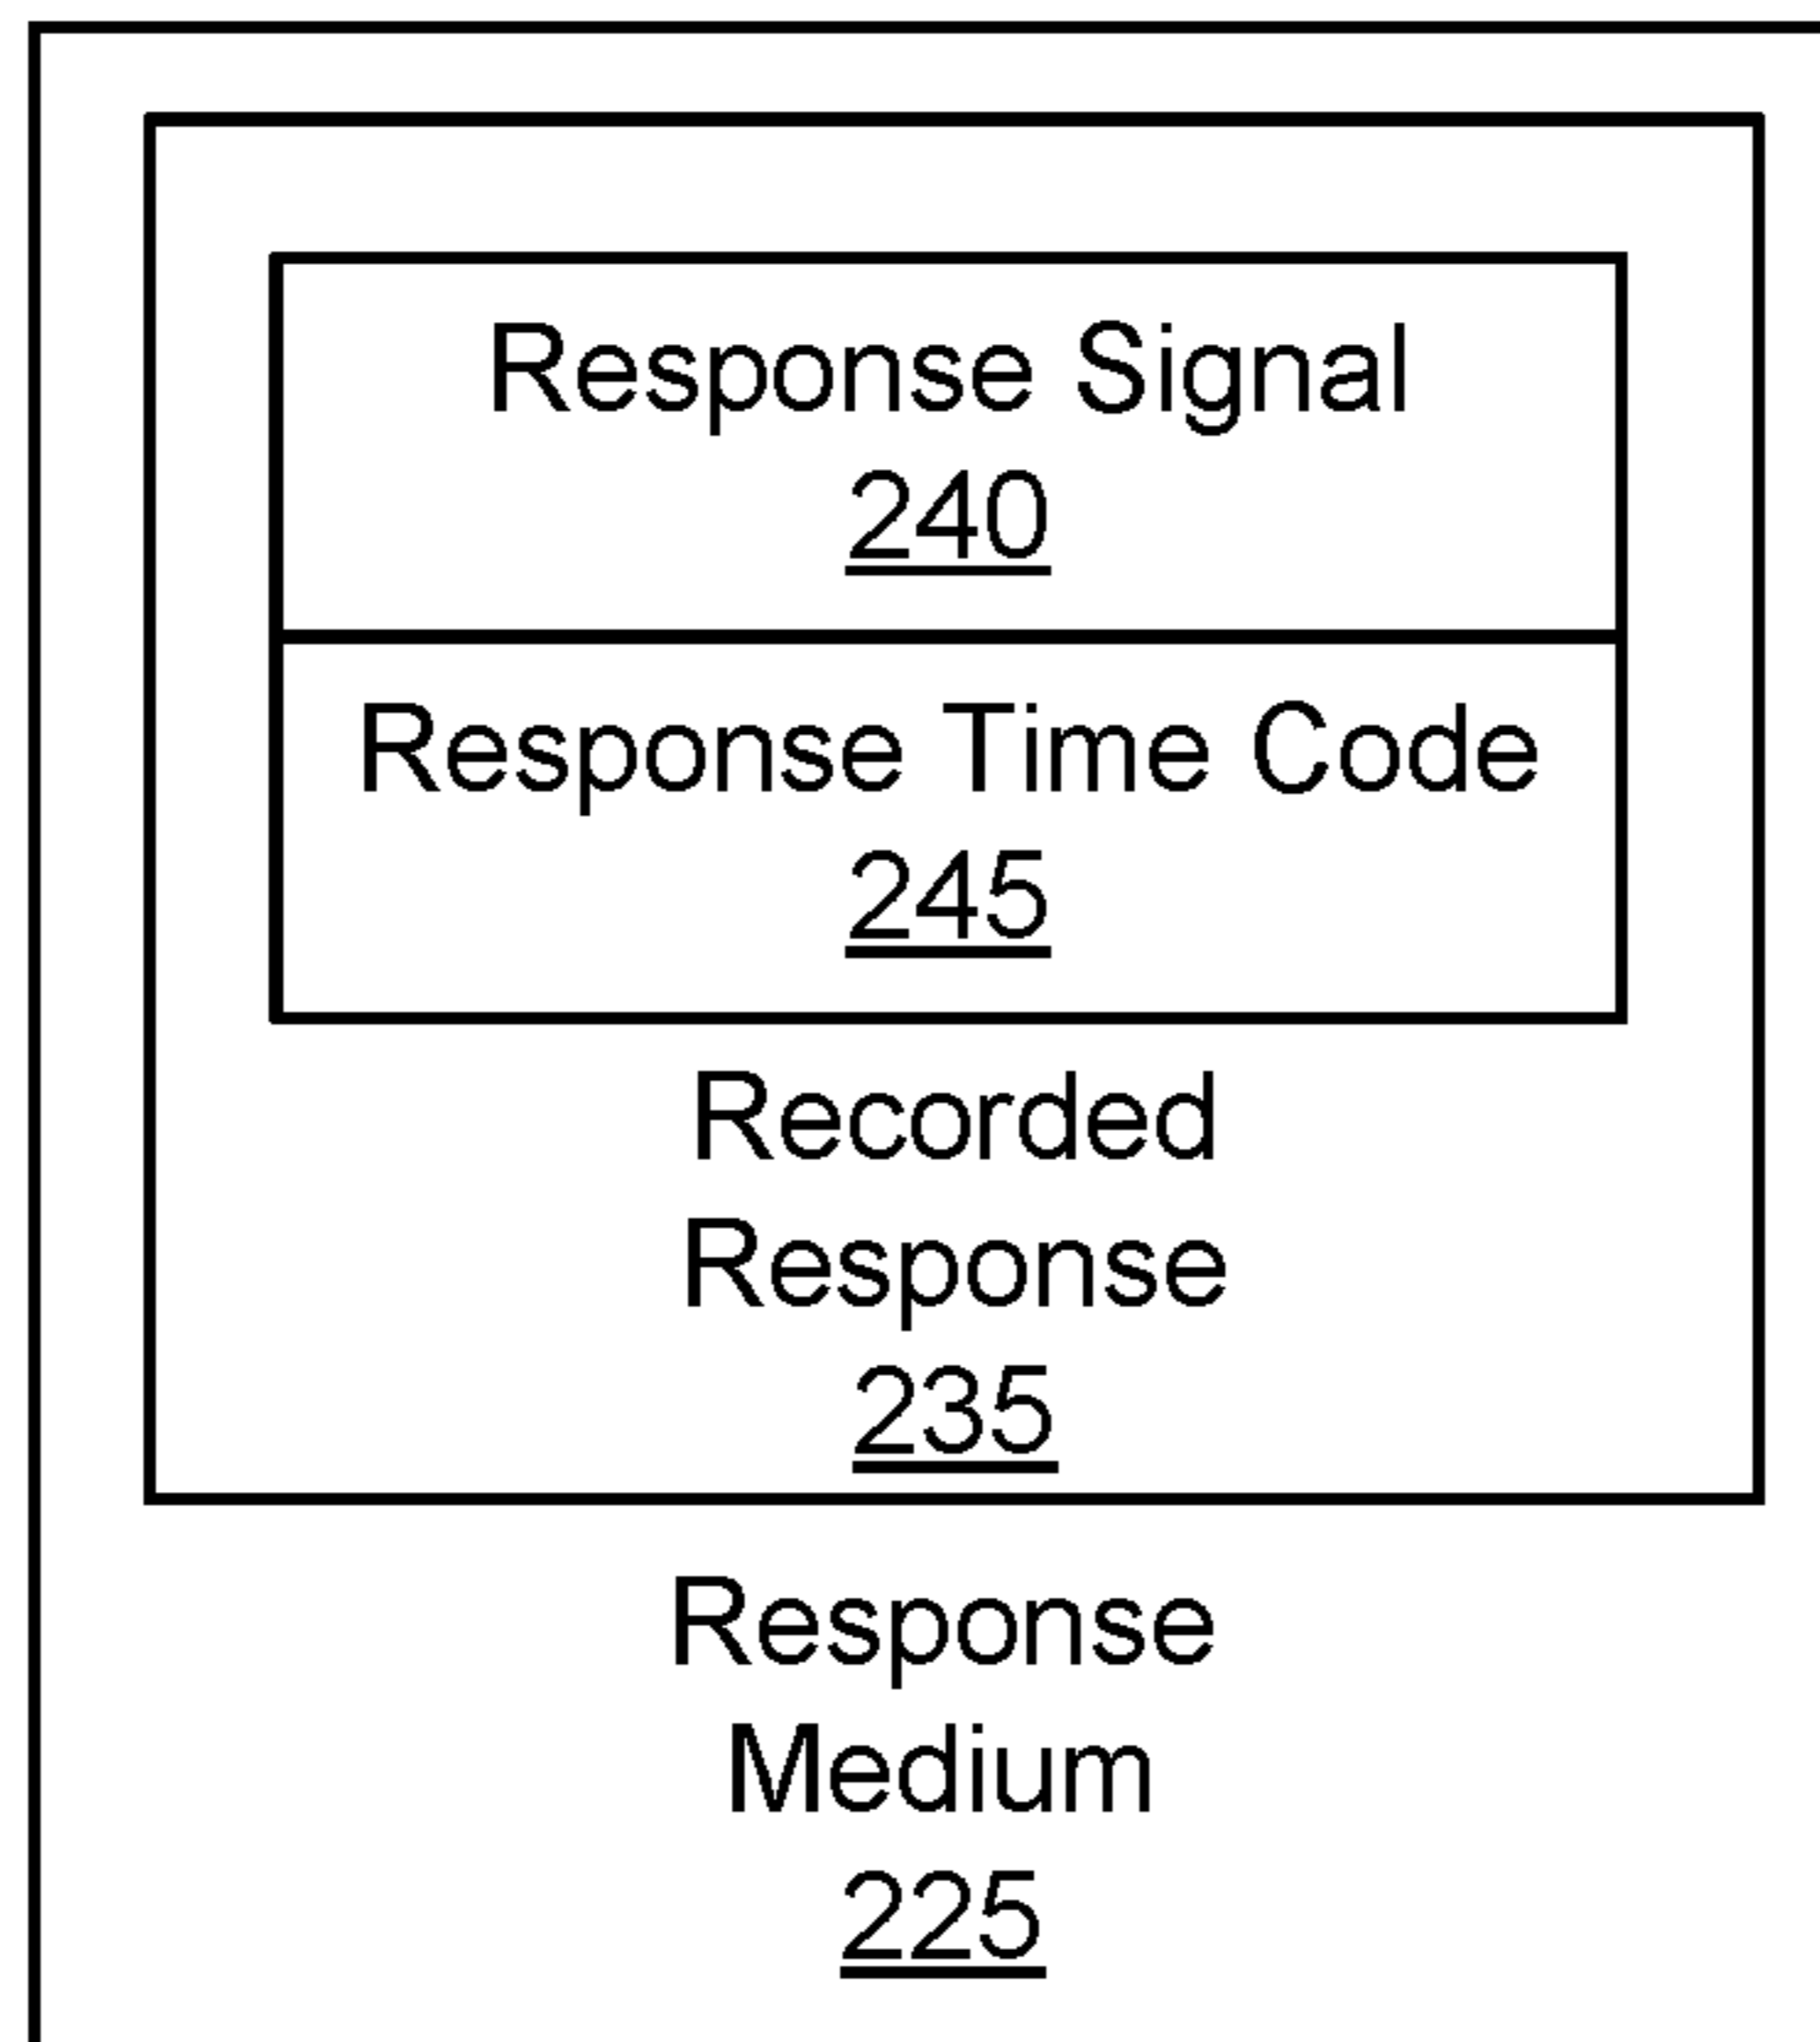 Response Signal
240
Response Time Code
245
Recorded
Response
235
Response
Medium
225